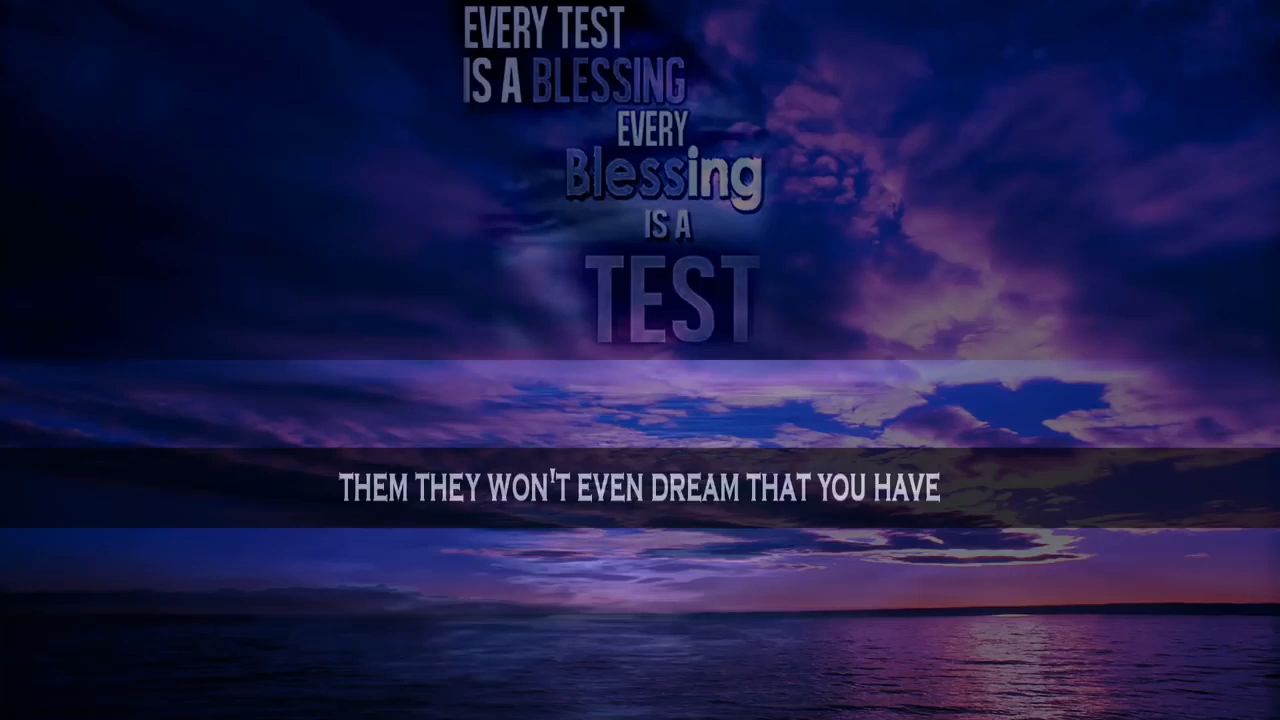 EVERY TEST
IS A BLESSING
EVERY
Blessing
IS A
TEST
THEM THEY WON'T EVEN DREAM THAT YOU HAVE